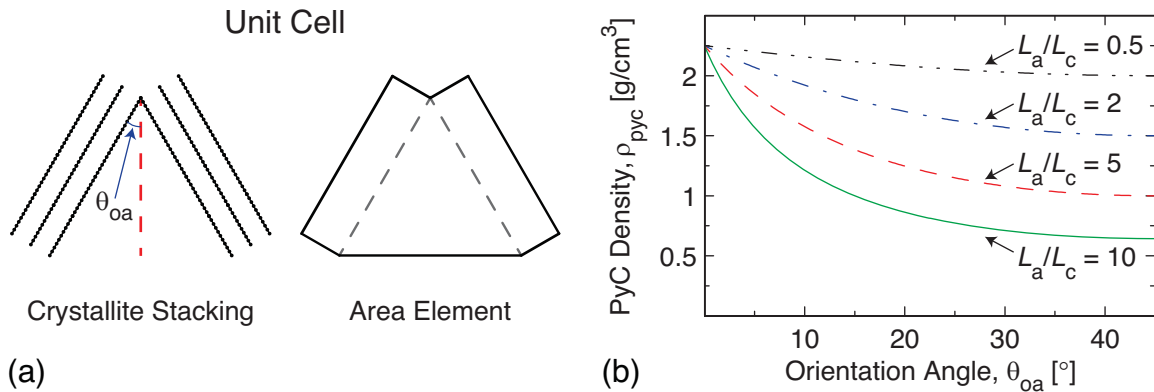 Unit Cell
θoa
Crystallite Stacking
Area Element
(a)
PyC Density, ρpyc [g/cm³]
2
1.5
1
0.5
La/Lc = 0.5
La/Lc = 2
La/Lc = 5
La/Lc = 10
10
20
30
40
Orientation Angle, θoa [°]
(b)